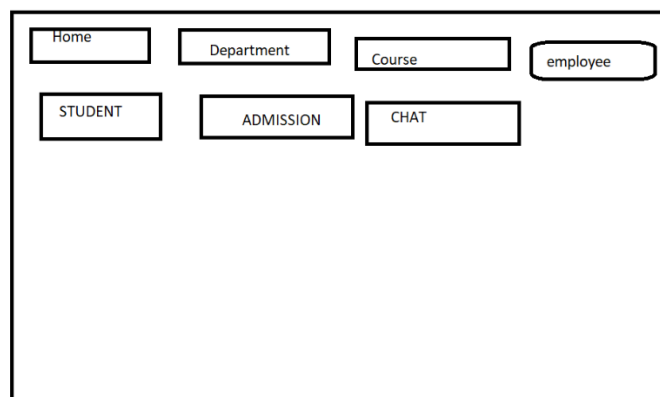 Home
Department
Course
employee
STUDENT
ADMISSION
CHAT